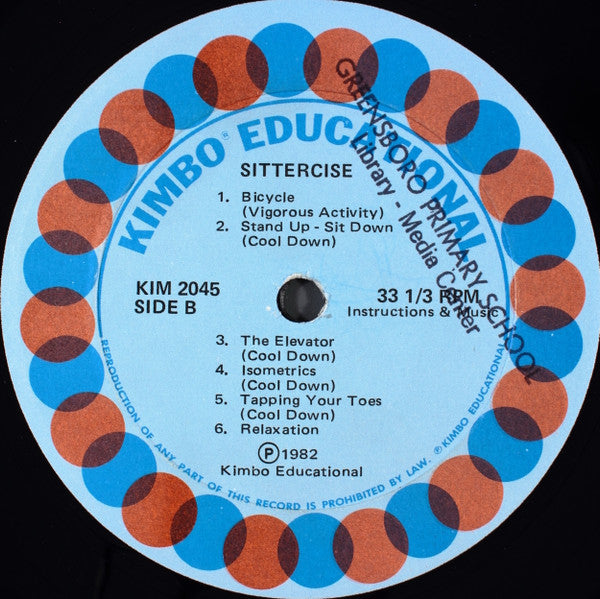 KIMBO® EDUCATIONAL
GREENSBORO PRIMARY SCHOOL
Library - Media Center
SITTERCISE
1. Bicycle
(Vigorous Activity)
2. Stand Up - Sit Down
(Cool Down)
KIM 2045
SIDE B
33 1/3 RPM
Instructions & Music
3. The Elevator
(Cool Down)
4. Isometrics
(Cool Down)
5. Tapping Your Toes
(Cool Down)
6. Relaxation
Ⓟ1982
Kimbo Educational
REPRODUCTION OF ANY PART OF THIS RECORD IS PROHIBITED BY LAW. ℗KIMBO EDUCATIONAL